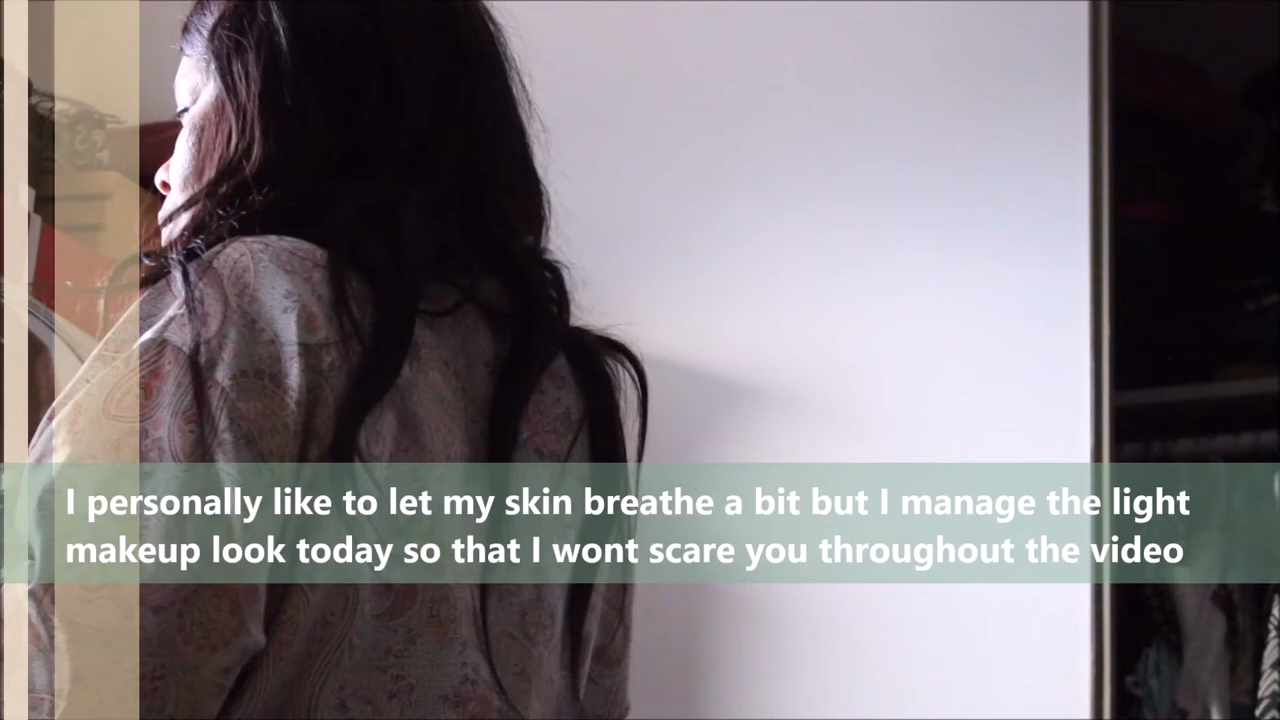 I personally like to let my skin breathe a bit but I manage the light
makeup look today so that I wont scare you throughout the video